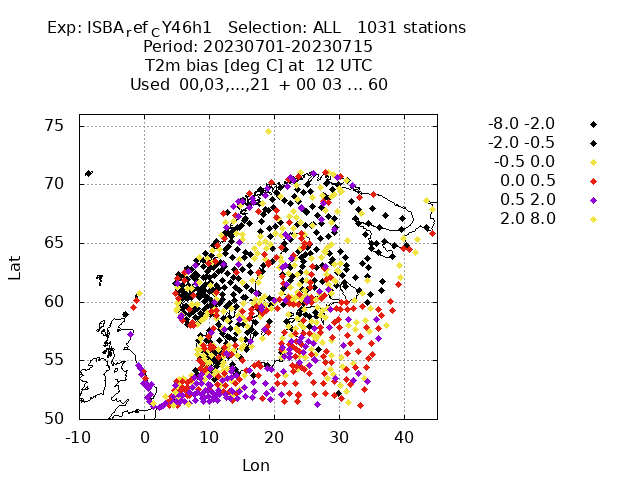 Exp: ISBA_ref_CY46h1   Selection: ALL   1031 stations
Period: 20230701-20230715
T2m bias [deg C] at  12 UTC
Used  00,03,...,21  + 00 03 ... 60
-8.0 -2.0
-2.0 -0.5
-0.5 0.0
0.0 0.5
0.5 2.0
2.0 8.0
75
70
65
60
55
50
Lat
-10 0 10 20 30 40
Lon